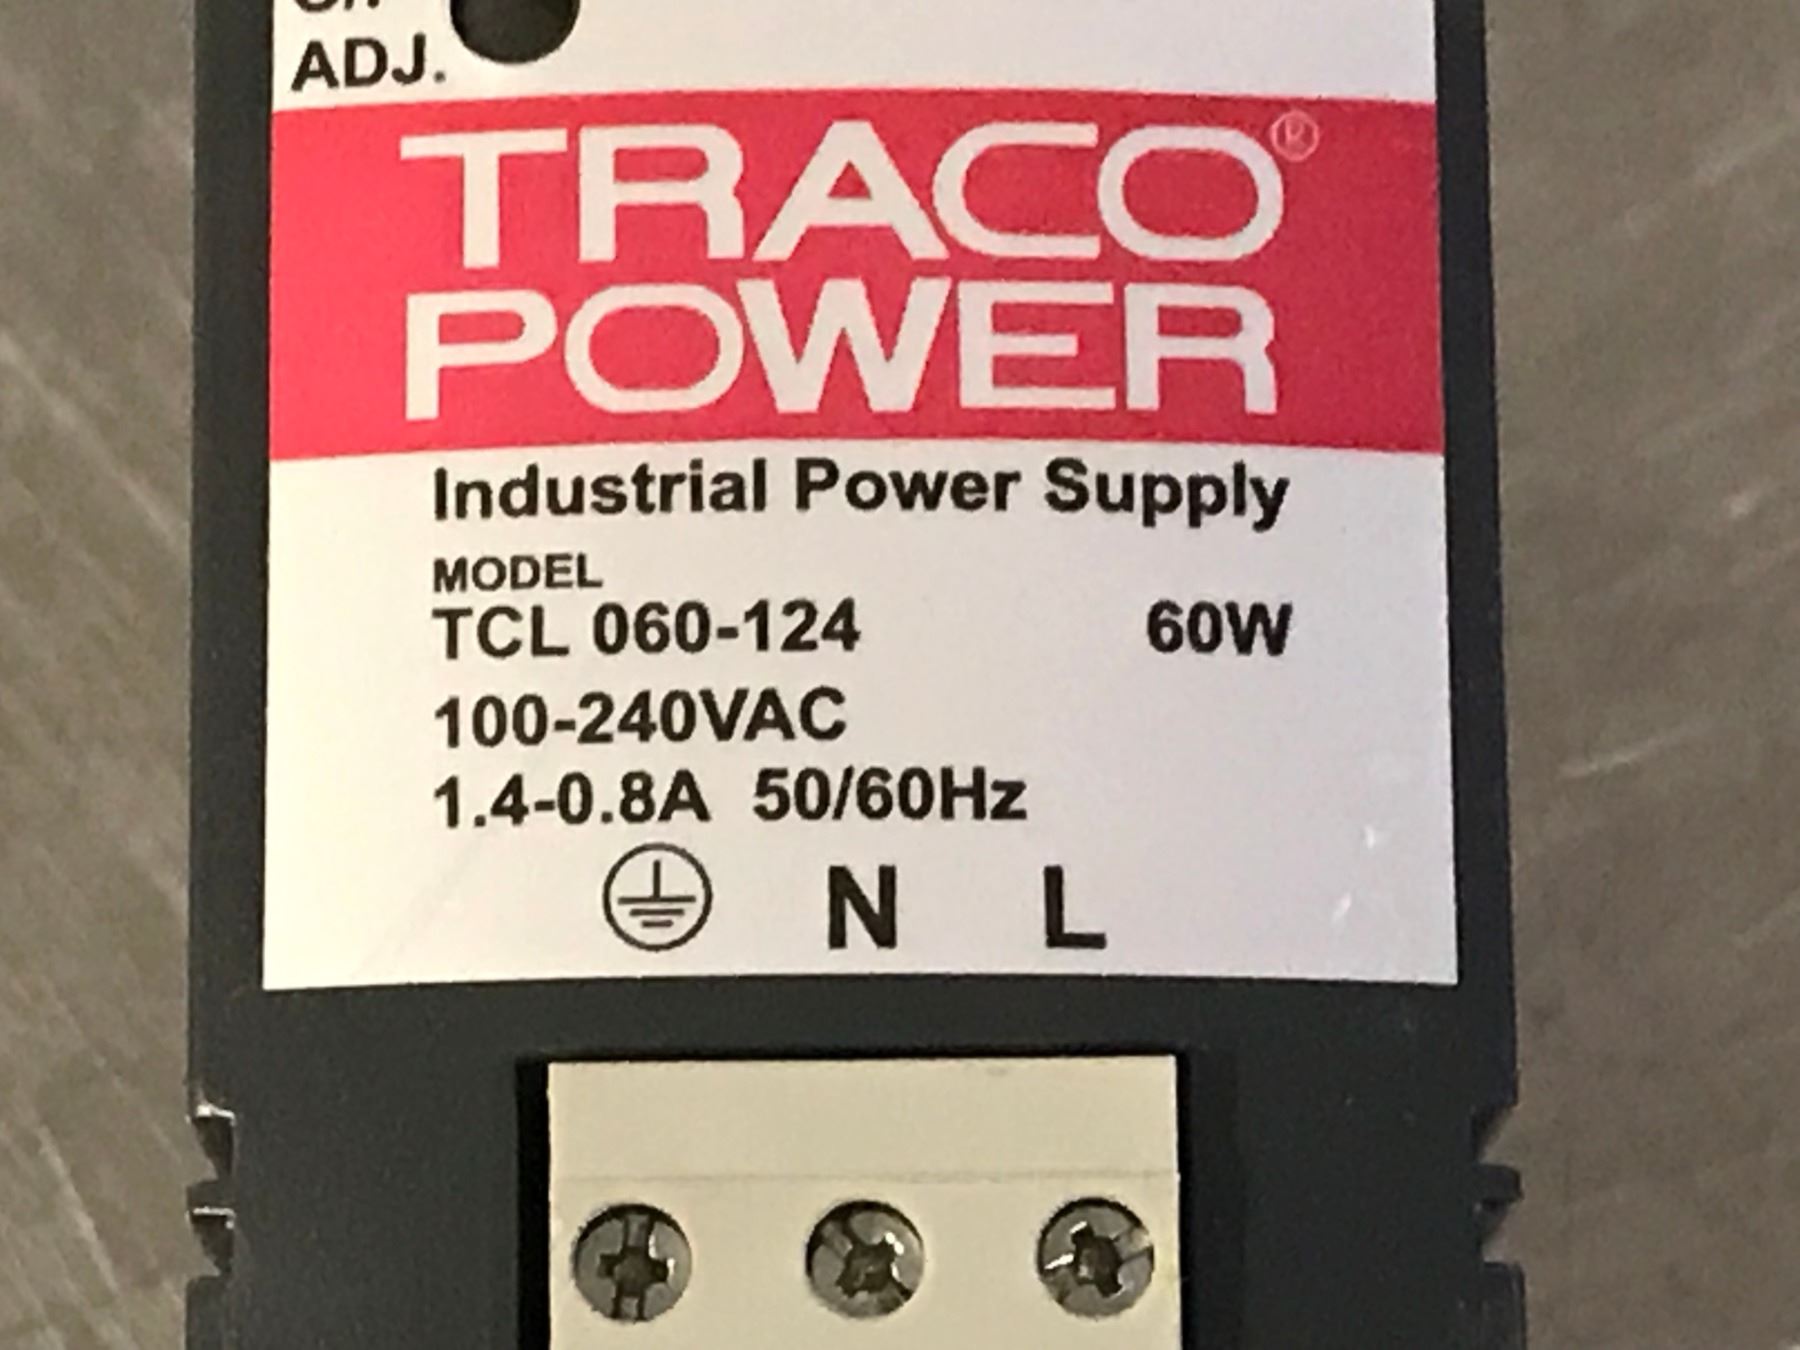 ADJ.
TRACO®
POWER
Industrial Power Supply
MODEL
TCL 060-124 60W
100-240VAC
1.4-0.8A 50/60Hz
N L